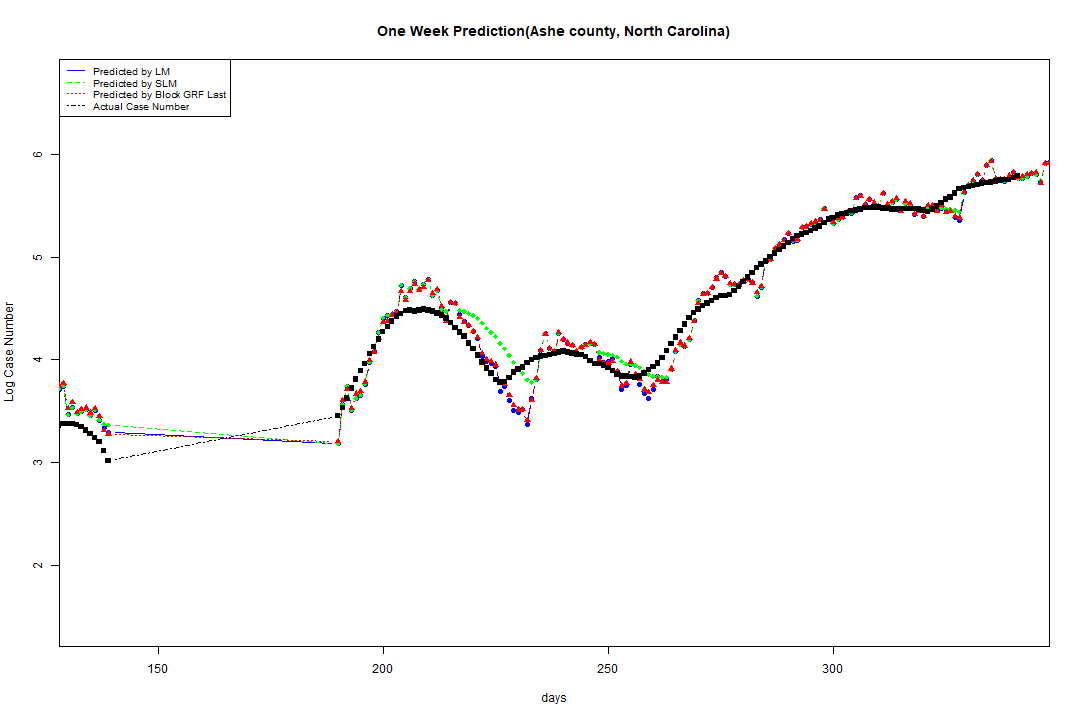 One Week Prediction(Ashe county, North Carolina)
Predicted by LM
Predicted by SLM
Predicted by Block GRF Last
Actual Case Number
6
5
4
3
2
Log Case Number
150 200 250 300
days